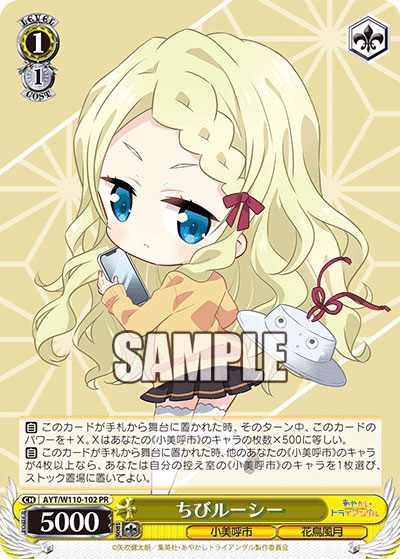 LEVEL
1
1
COST
SAMPLE
このカードが手札から舞台に置かれた時、そのターン中、このカードの
パワーを＋X。Xはあなたの《小美呼市》のキャラの枚数×500に等しい。
このカードが手札から舞台に置かれた時、他のあなたの《小美呼市》のキャラ
が4枚以上なら、あなたは自分の控え室の《小美呼市》のキャラを1枚選び、
ストック置場に置いてよい。
CH AYT/W110-102 PR
ちびルーシー
あやかし
トライアングル
5000
小美呼市
花鳥風月
©矢吹健太朗／集英社・あやかしトライアングル製作委員会